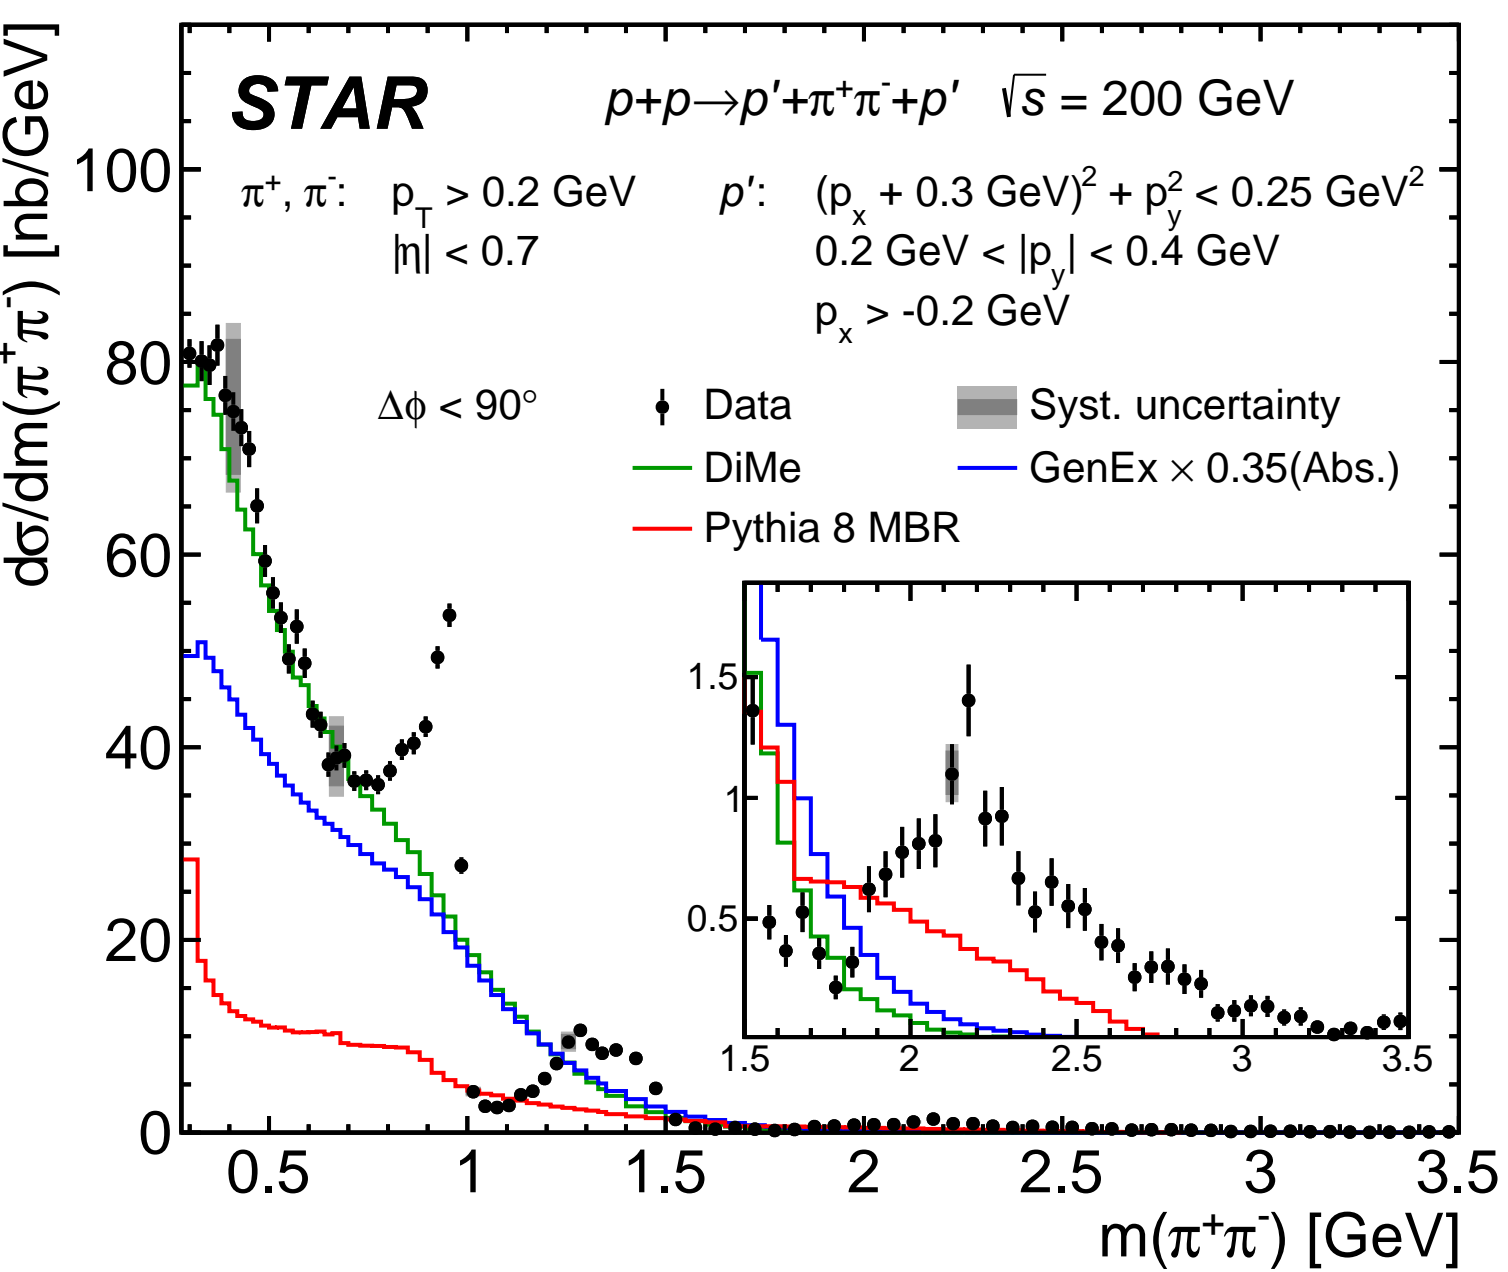 dσ/dm(π⁺π⁻) [nb/GeV]
STAR p+p→p′+π⁺π⁻+p′ √s = 200 GeV
π⁺, π⁻: p_T > 0.2 GeV p′: (p_x + 0.3 GeV)² + p_y² < 0.25 GeV²
|η| < 0.7 0.2 GeV < |p_y| < 0.4 GeV
p_x > -0.2 GeV
Δϕ < 90° Data Syst. uncertainty
DiMe GenEx × 0.35(Abs.)
Pythia 8 MBR
100
80
60
40
20
0
1.5
1
0.5
1.5 2 2.5 3 3.5
0.5 1 1.5 2 2.5 3 3.5
m(π⁺π⁻) [GeV]